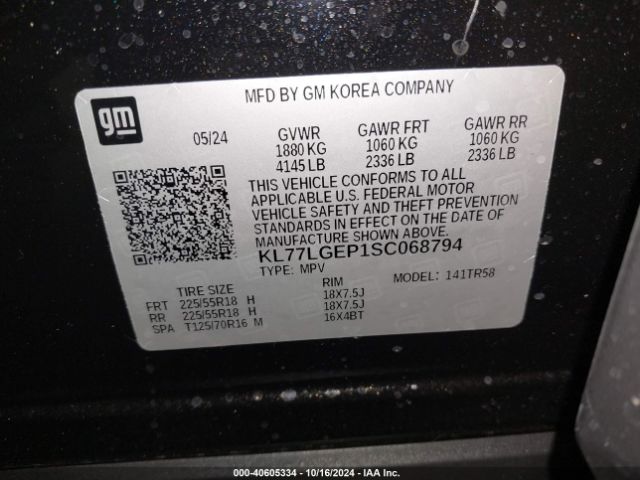 MFD BY GM KOREA COMPANY
gm
05/24 GVWR GAWR FRT GAWR RR
1880 KG 1060 KG 1060 KG
4145 LB 2336 LB 2336 LB
THIS VEHICLE CONFORMS TO ALL
APPLICABLE U.S. FEDERAL MOTOR
VEHICLE SAFETY AND THEFT PREVENTION
STANDARDS IN EFFECT ON THE DATE OF
MANUFACTURE SHOWN ABOVE.
KL77LGEP1SC068794
TYPE: MPV MODEL: 141TR58
TIRE SIZE RIM
FRT 225/55R18 H 18X7.5J
RR 225/55R18 H 18X7.5J
SPA T125/70R16 M 16X4BT
000-40605334 | 10/16/2024 | IAA Inc.